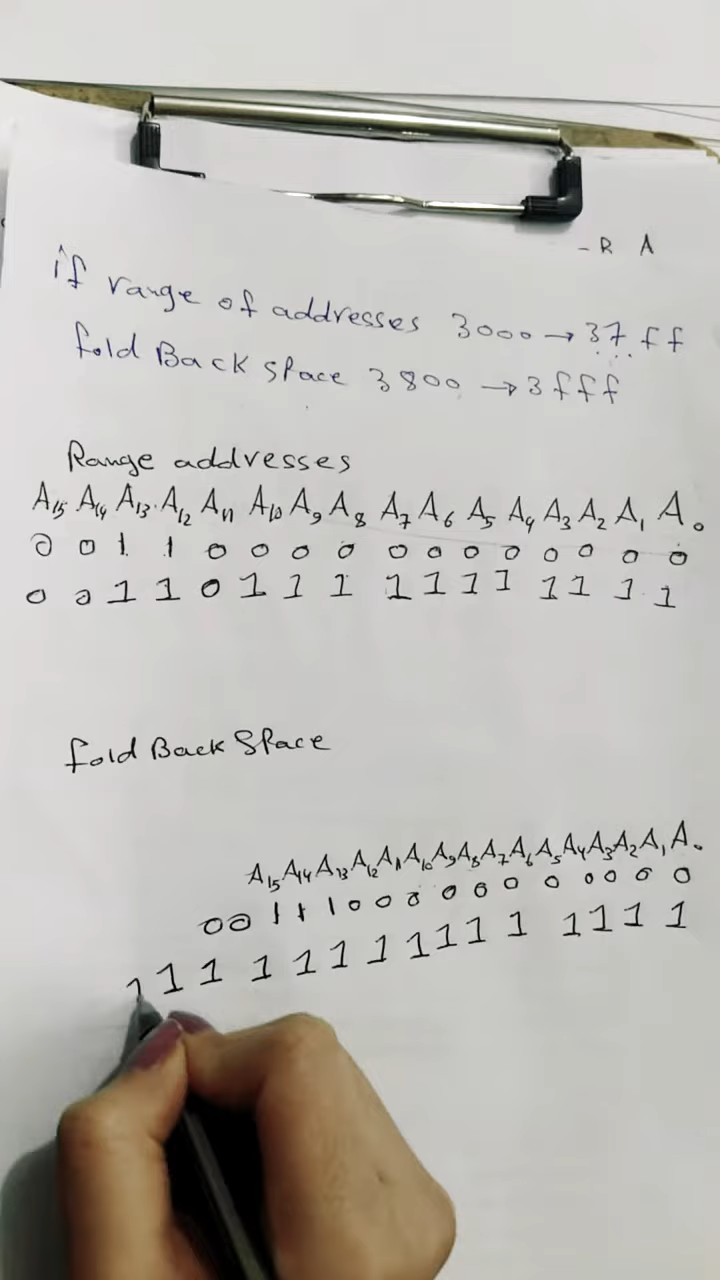 - R A
if range of addresses 3000 → 37ff
fold Back space 3800 → 3fff
Range addresses
A15 A14 A13 A12 A11 A10 A9 A8 A7 A6 A5 A4 A3 A2 A1 A0
0 0 1 1 0 0 0 0 0 0 0 0 0 0 0 0
0 0 1 1 0 1 1 1 1 1 1 1 1 1 1 1
fold Back Space
A15 A14 A13 A12 A11 A10 A9 A8 A7 A6 A5 A4 A3 A2 A1 A0
0 0 1 1 1 0 0 0 0 0 0 0 0 0 0 0
1 1 1 1 1 1 1 1 1 1 1 1 1 1 1